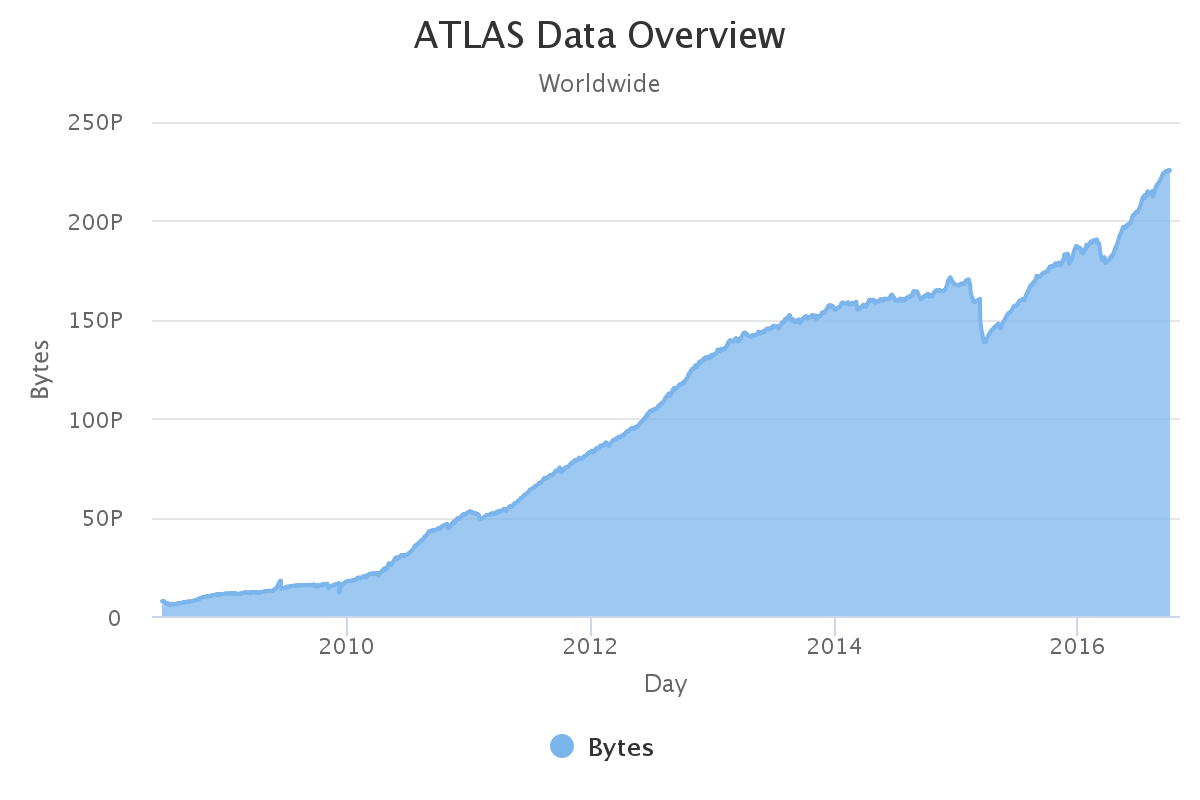 ATLAS Data Overview
Worldwide
250P
200P
150P
100P
50P
0
Bytes
2010 2012 2014 2016
Day
Bytes